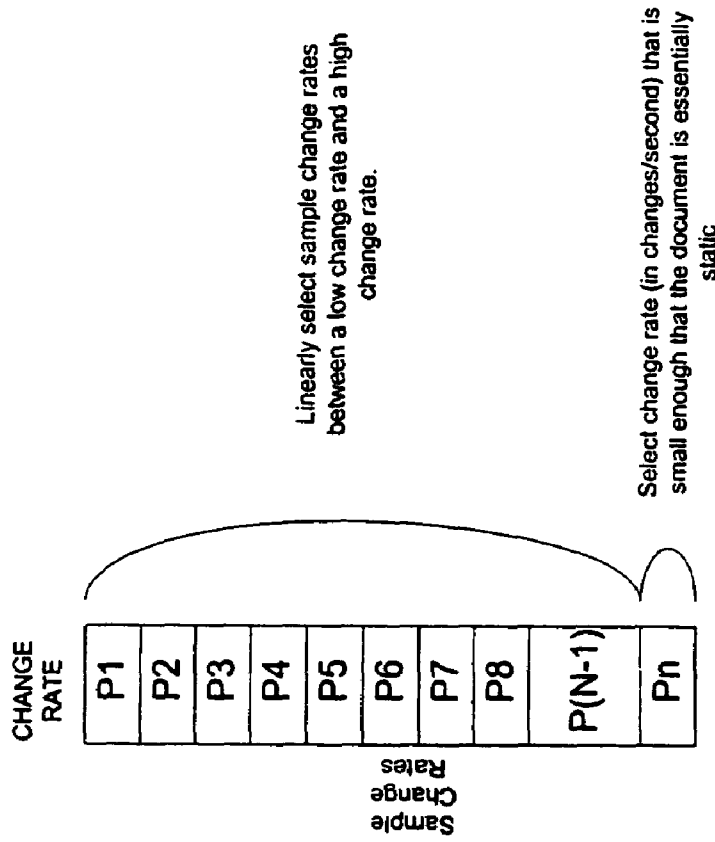 CHANGE
RATE
P1
P2
P3
P4
P5
P6
P7
P8
P(N-1)
Pn
Sample
Change
Rates
Linearly select sample change rates
between a low change rate and a high
change rate.
Select change rate (in changes/second) that is
small enough that the document is essentially
static